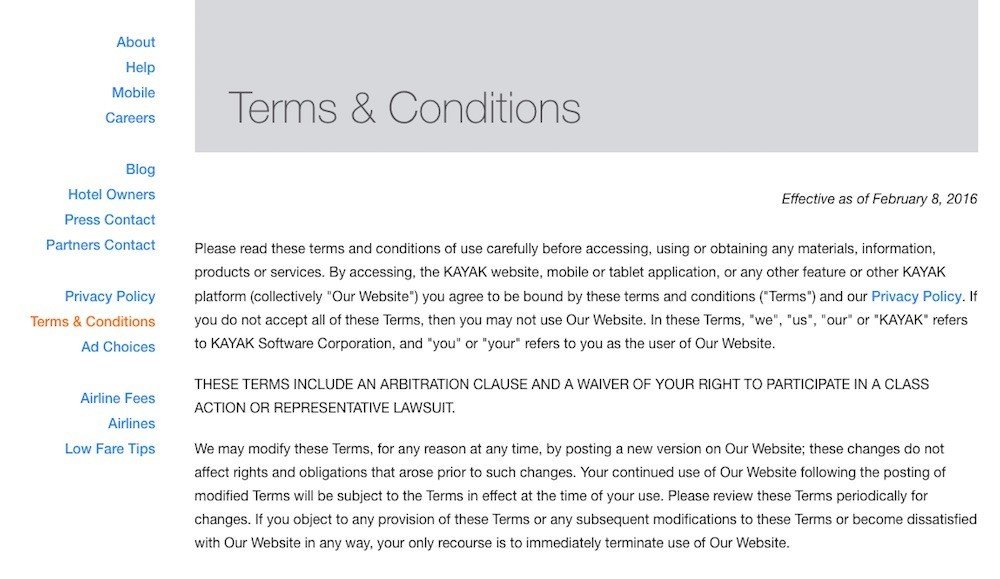 About
Help
Mobile
Careers
Blog
Hotel Owners
Press Contact
Partners Contact
Privacy Policy
Terms & Conditions
Ad Choices
Airline Fees
Airlines
Low Fare Tips
Terms & Conditions
Effective as of February 8, 2016
Please read these terms and conditions of use carefully before accessing, using or obtaining any materials, information,
products or services. By accessing, the KAYAK website, mobile or tablet application, or any other feature or other KAYAK
platform (collectively "Our Website") you agree to be bound by these terms and conditions ("Terms") and our Privacy Policy. If
you do not accept all of these Terms, then you may not use Our Website. In these Terms, "we", "us", "our" or "KAYAK" refers
to KAYAK Software Corporation, and "you" or "your" refers to you as the user of Our Website.
THESE TERMS INCLUDE AN ARBITRATION CLAUSE AND A WAIVER OF YOUR RIGHT TO PARTICIPATE IN A CLASS
ACTION OR REPRESENTATIVE LAWSUIT.
We may modify these Terms, for any reason at any time, by posting a new version on Our Website; these changes do not
affect rights and obligations that arose prior to such changes. Your continued use of Our Website following the posting of
modified Terms will be subject to the Terms in effect at the time of your use. Please review these Terms periodically for
changes. If you object to any provision of these Terms or any subsequent modifications to these Terms or become dissatisfied
with Our Website in any way, your only recourse is to immediately terminate use of Our Website.